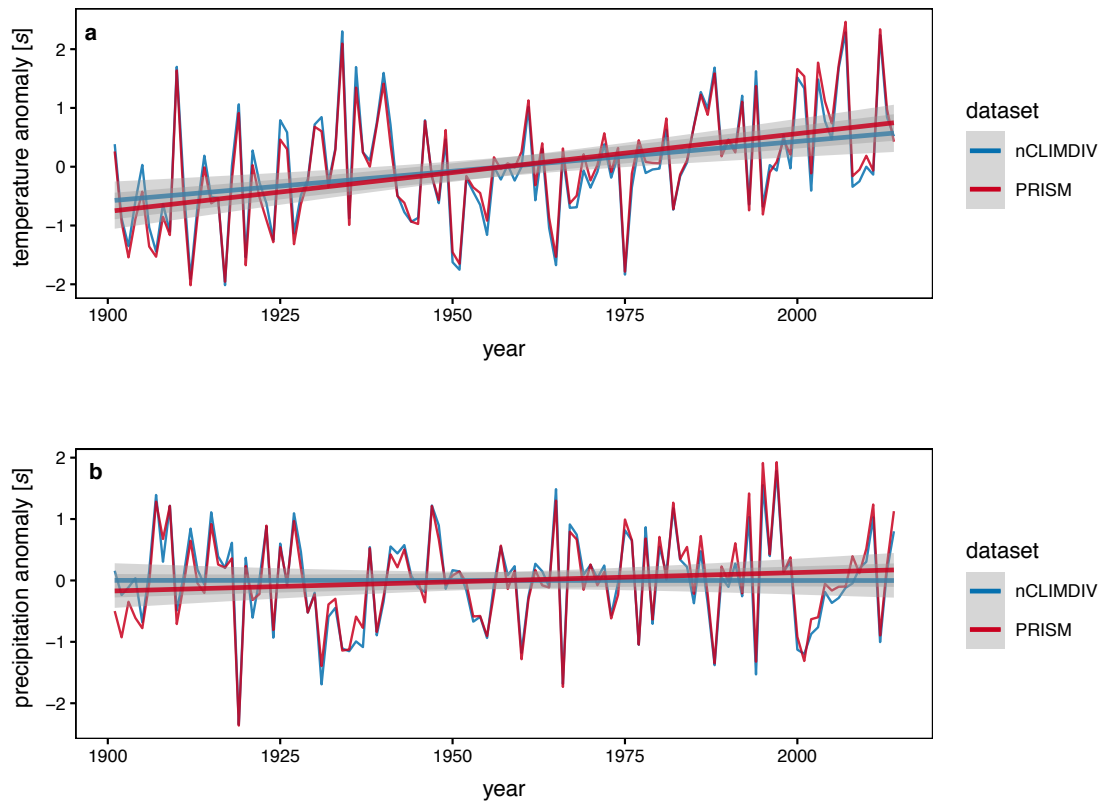 a
temperature anomaly [s]
2
1
0
−1
−2
1900 1925 1950 1975 2000
year
dataset
nCLIMDIV
PRISM
b
precipitation anomaly [s]
2
1
0
−1
−2
1900 1925 1950 1975 2000
year
dataset
nCLIMDIV
PRISM